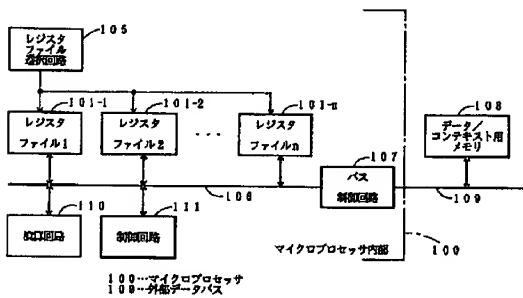 105
レジスタ
ファイル
選択回路
101-1
101-2
101-n
レジスタ
ファイル1
レジスタ
ファイル2
...
レジスタ
ファイルn
108
データ/
コンテキスト用
メモリ
107
バス
制御回路
106
109
110
演算回路
111
制御回路
マイクロプロセッサ内部
100
100…マイクロプロセッサ
109…外部データバス